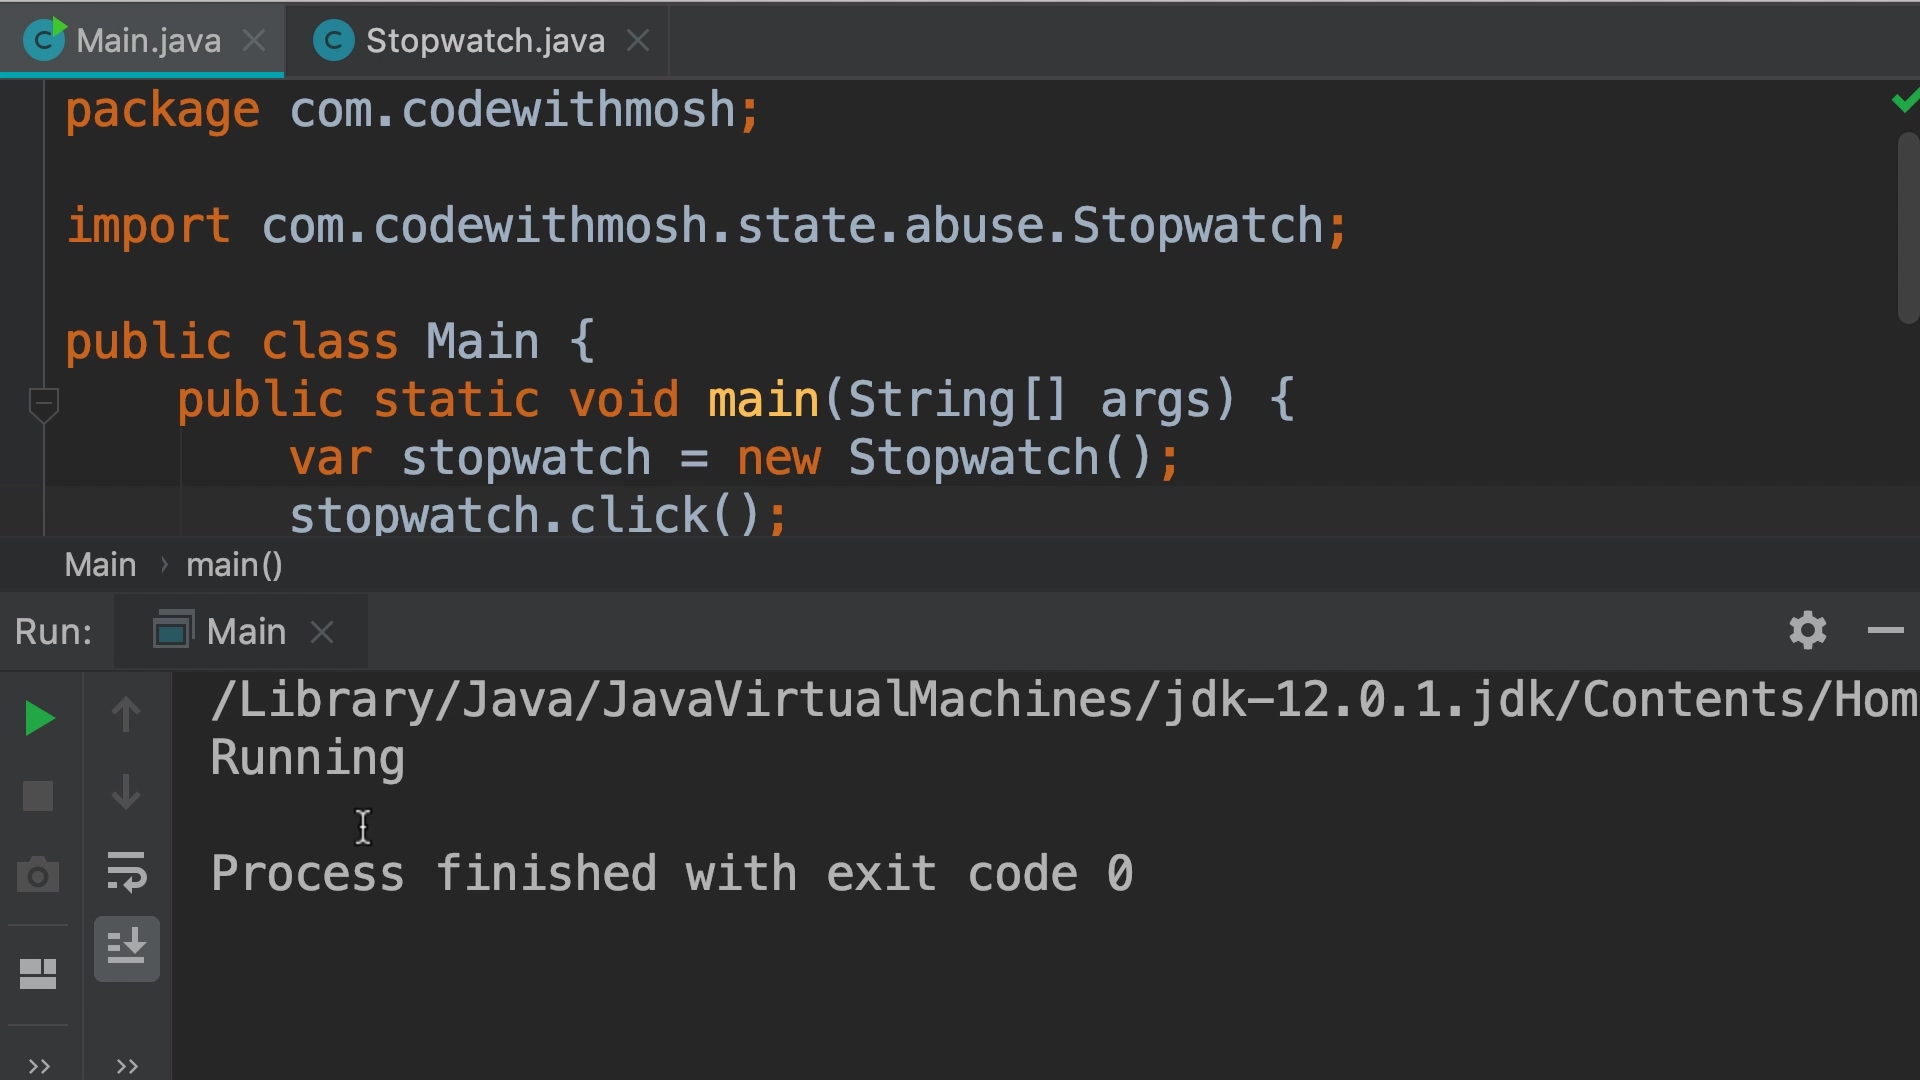 Main.java
Stopwatch.java
package com.codewithmosh;
import com.codewithmosh.state.abuse.Stopwatch;
public class Main {
public static void main(String[] args) {
var stopwatch = new Stopwatch();
stopwatch.click();
Main › main()
Run: Main
/Library/Java/JavaVirtualMachines/jdk-12.0.1.jdk/Contents/Hom
Running
Process finished with exit code 0